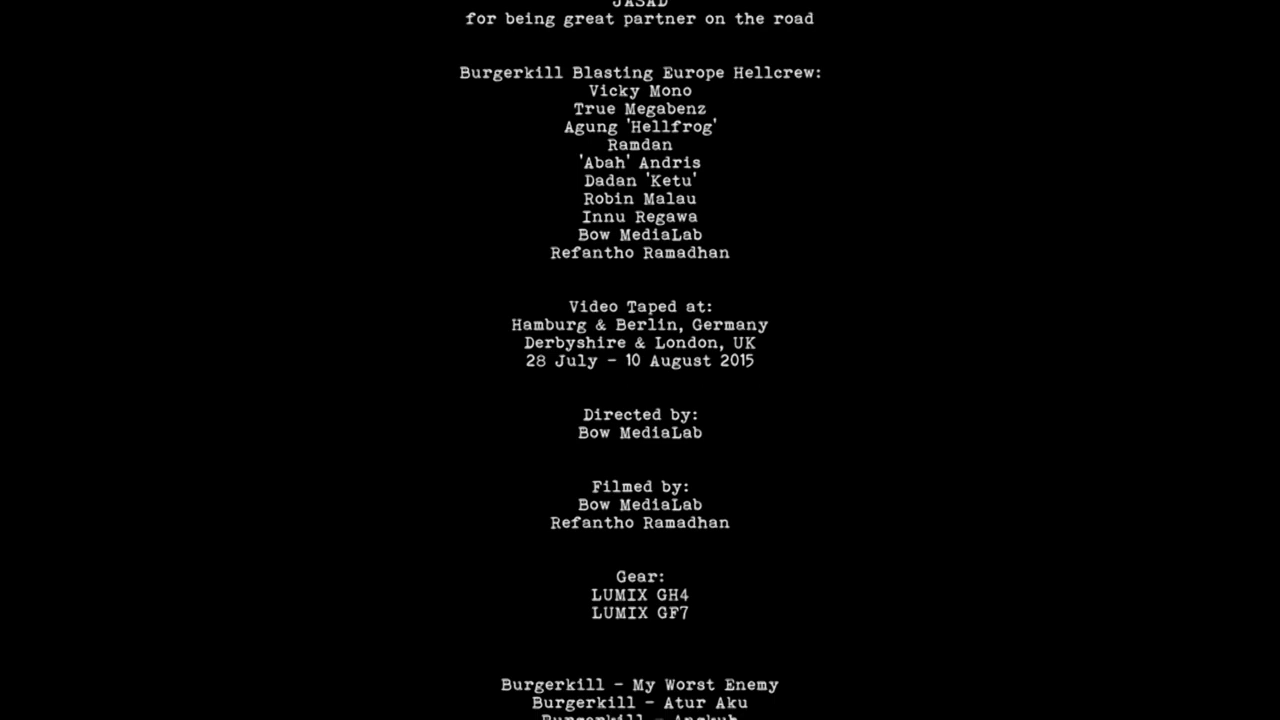 JASAD
for being great partner on the road
Burgerkill Blasting Europe Hellcrew:
Vicky Mono
True Megabenz
Agung 'Hellfrog'
Ramdan
'Abah' Andris
Dadan 'Ketu'
Robin Malau
Innu Regawa
Bow MediaLab
Refantho Ramadhan
Video Taped at:
Hamburg & Berlin, Germany
Derbyshire & London, UK
28 July - 10 August 2015
Directed by:
Bow MediaLab
Filmed by:
Bow MediaLab
Refantho Ramadhan
Gear:
LUMIX GH4
LUMIX GF7
Burgerkill - My Worst Enemy
Burgerkill - Atur Aku
Burgerkill - Angkuh